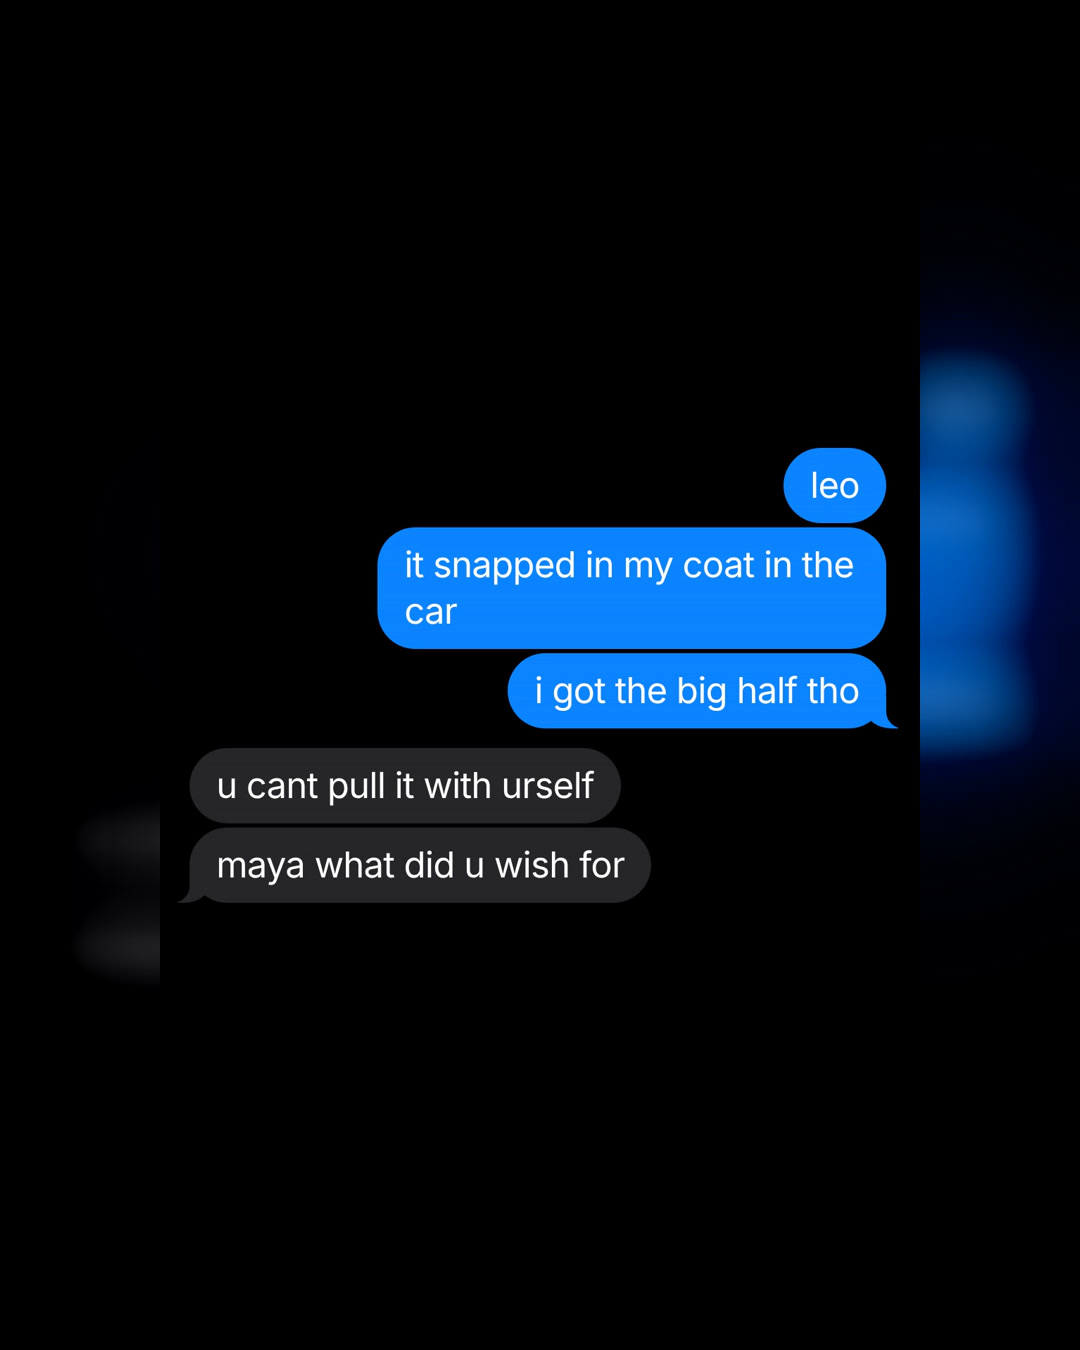 leo
it snapped in my coat in the
car
i got the big half tho
u cant pull it with urself
maya what did u wish for